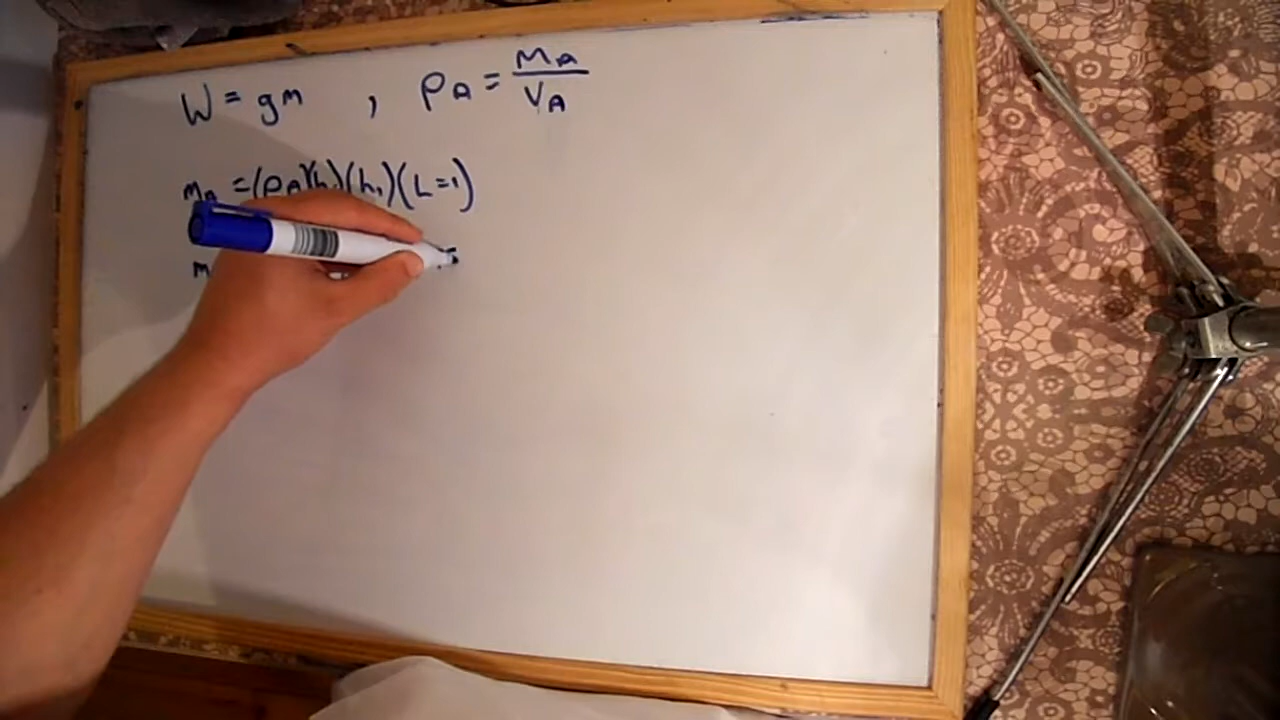 W = gm , ρA = mA / VA
mA = (ρA)(h₁)(h₁)(L=1)
m